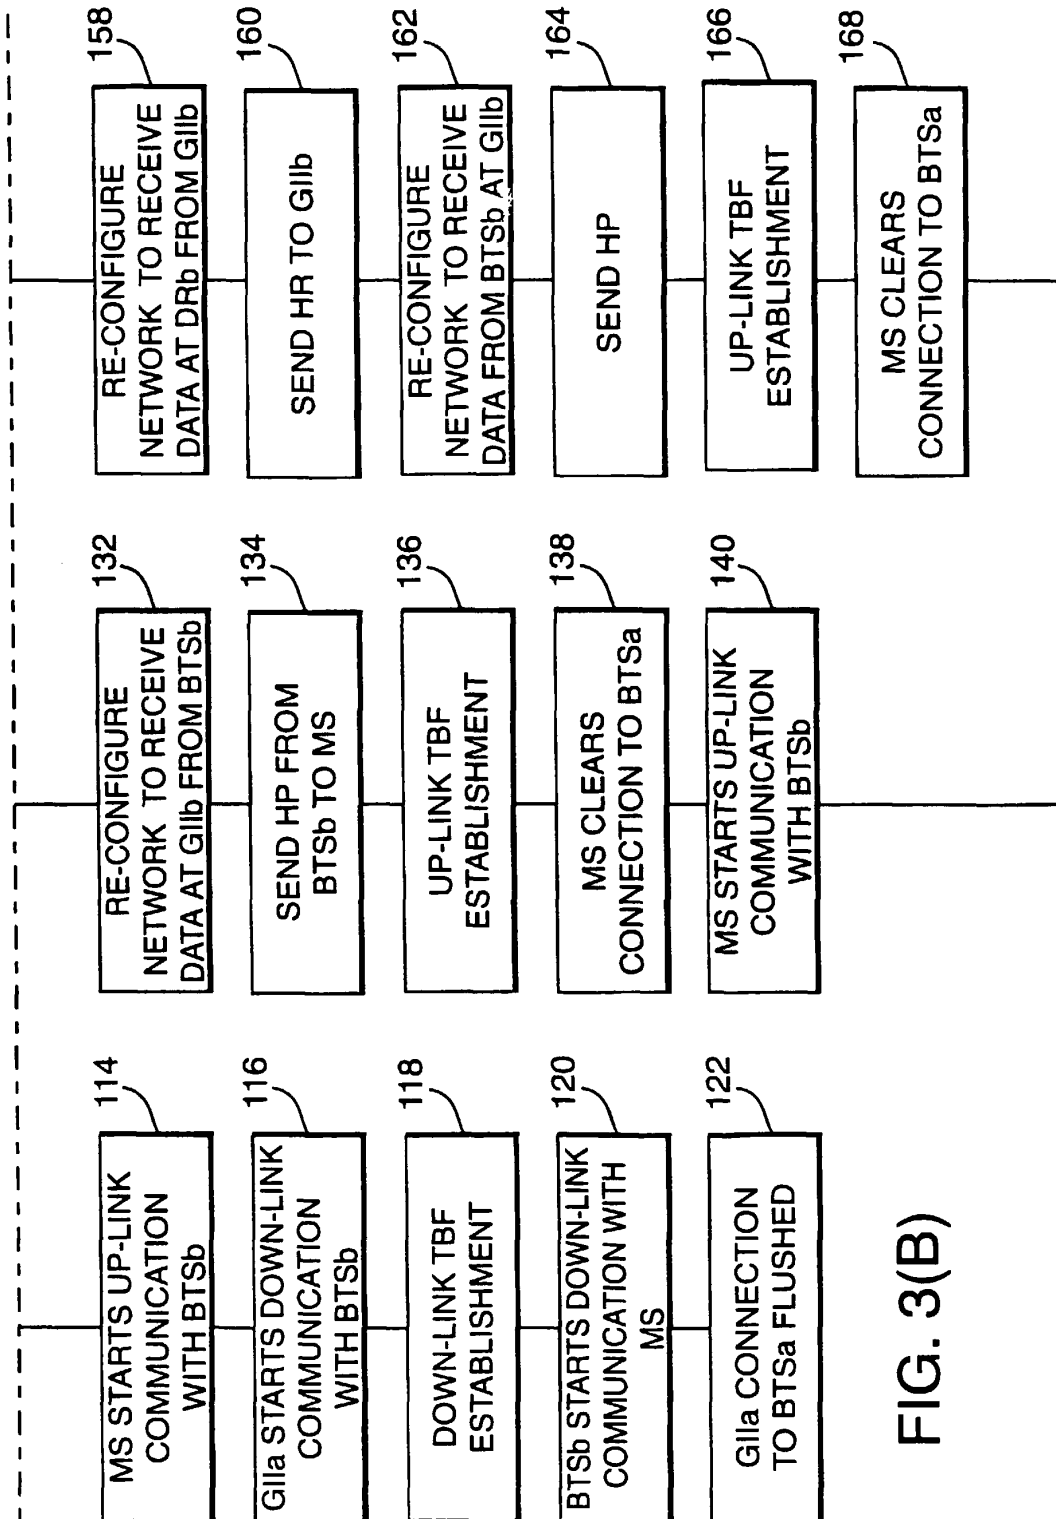 MS STARTS UP-LINK
COMMUNICATION
WITH BTSb
114
GIIa STARTS DOWN-LINK
COMMUNICATION
WITH BTSb
116
DOWN-LINK TBF
ESTABLISHMENT
118
BTSb STARTS DOWN-LINK
COMMUNICATION WITH
MS
120
GIIa CONNECTION
TO BTSa FLUSHED
122
RE-CONFIGURE
NETWORK TO RECEIVE
DATA AT GIIb FROM BTSb
132
SEND HP FROM
BTSb TO MS
134
UP-LINK TBF
ESTABLISHMENT
136
MS CLEARS
CONNECTION TO BTSa
138
MS STARTS UP-LINK
COMMUNICATION
WITH BTSb
140
RE-CONFIGURE
NETWORK TO RECEIVE
DATA AT DRb FROM GIIb
158
SEND HR TO GIIb
160
RE-CONFIGURE
NETWORK TO RECEIVE
DATA FROM BTSb AT GIIb
162
SEND HP
164
UP-LINK TBF
ESTABLISHMENT
166
MS CLEARS
CONNECTION TO BTSa
168
FIG. 3(B)